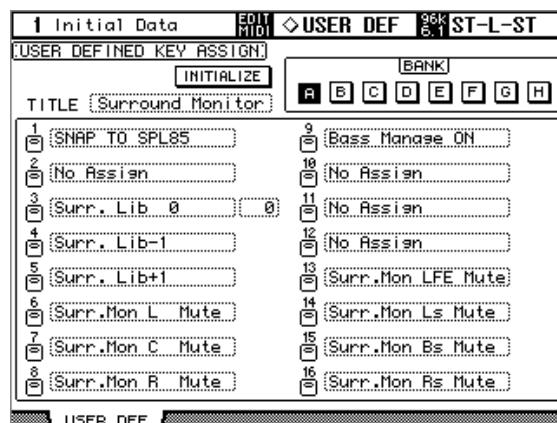 1 Initial Data EDIT MIDI ◇USER DEF 96k 6.1 ST-L-ST
USER DEFINED KEY ASSIGN
INITIALIZE
BANK
A B C D E F G H
TITLE Surround Monitor
1 SNAP TO SPL85
2 No Assign
3 Surr. Lib 0 0
4 Surr. Lib-1
5 Surr. Lib+1
6 Surr.Mon L Mute
7 Surr.Mon C Mute
8 Surr.Mon R Mute
9 Bass Manage ON
10 No Assign
11 No Assign
12 No Assign
13 Surr.Mon LFE Mute
14 Surr.Mon Ls Mute
15 Surr.Mon Bs Mute
16 Surr.Mon Rs Mute
USER DEF